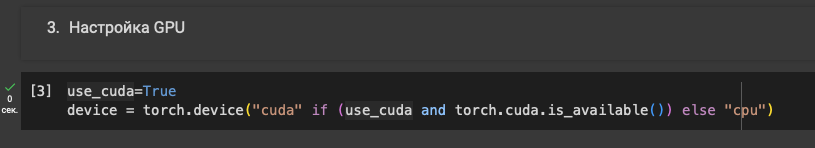 3. Настройка GPU
0
сек.
[3] use_cuda=True
device = torch.device("cuda" if (use_cuda and torch.cuda.is_available()) else "cpu")